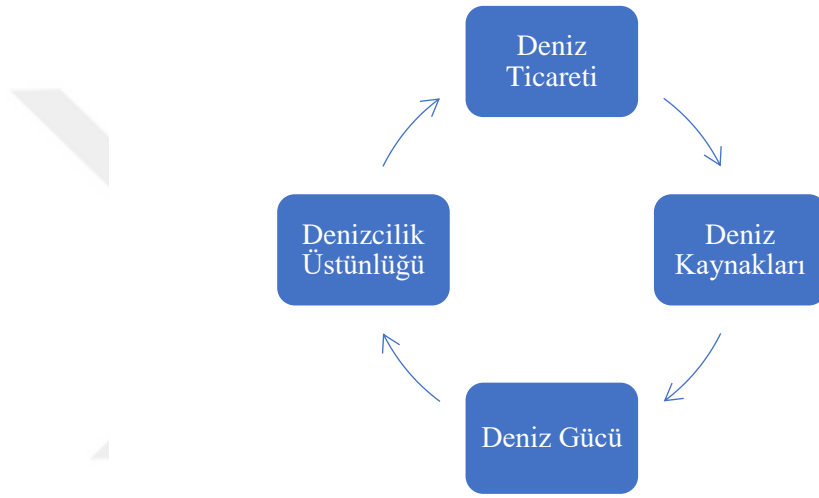 Deniz
Ticareti
Deniz
Kaynakları
Deniz Gücü
Denizcilik
Üstünlüğü